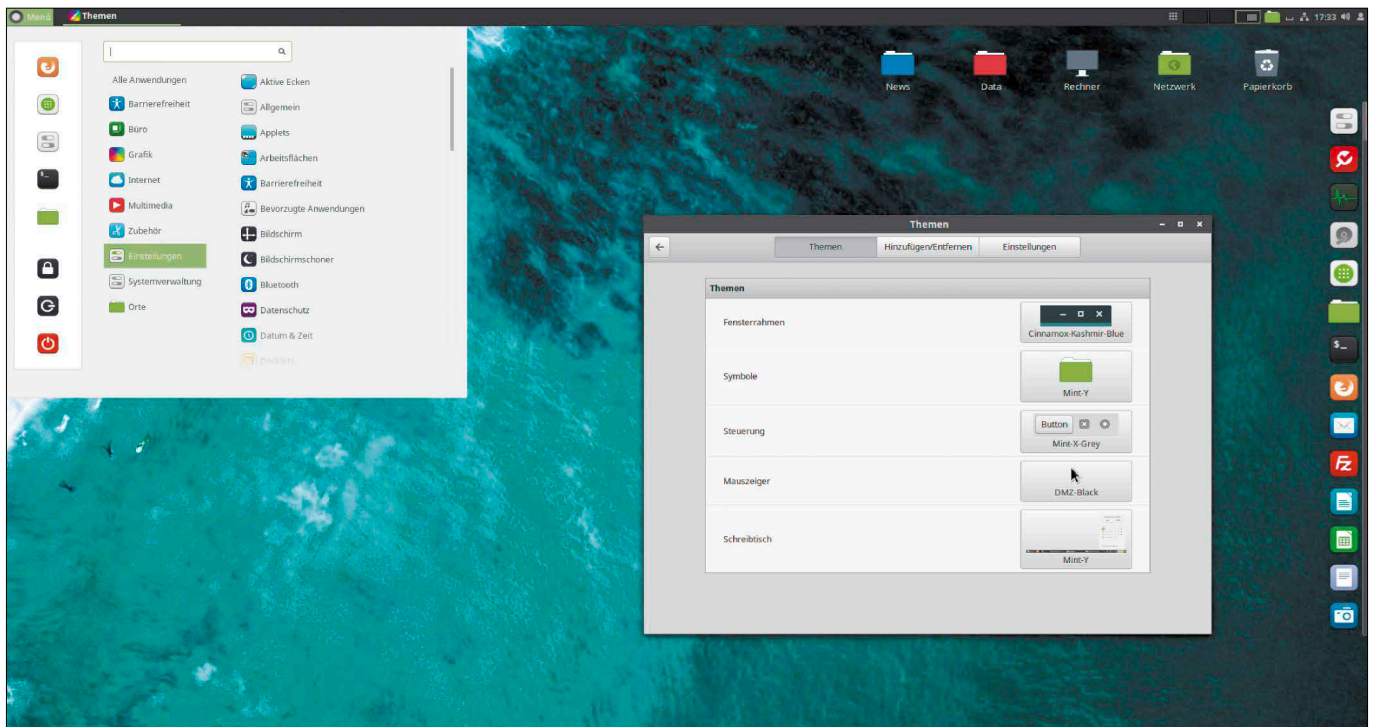 Menü
Themen
17:33
Alle Anwendungen
Barrierefreiheit
Büro
Grafik
Internet
Multimedia
Zubehör
Einstellungen
Systemverwaltung
Orte
Aktive Ecken
Allgemein
Applets
Arbeitsflächen
Barrierefreiheit
Bevorzugte Anwendungen
Bildschirm
Bildschirmschoner
Bluetooth
Datenschutz
Datum & Zeit
Desklets
News
Data
Rechner
Netzwerk
Papierkorb
$_
FZ
Themen
Themen
Hinzufügen/Entfernen
Einstellungen
Themen
Fensterrahmen
Cinnamox-Kashmir-Blue
Symbole
Mint-Y
Steuerung
Button
Mint-X-Grey
Mauszeiger
DMZ-Black
Schreibtisch
Mint-Y